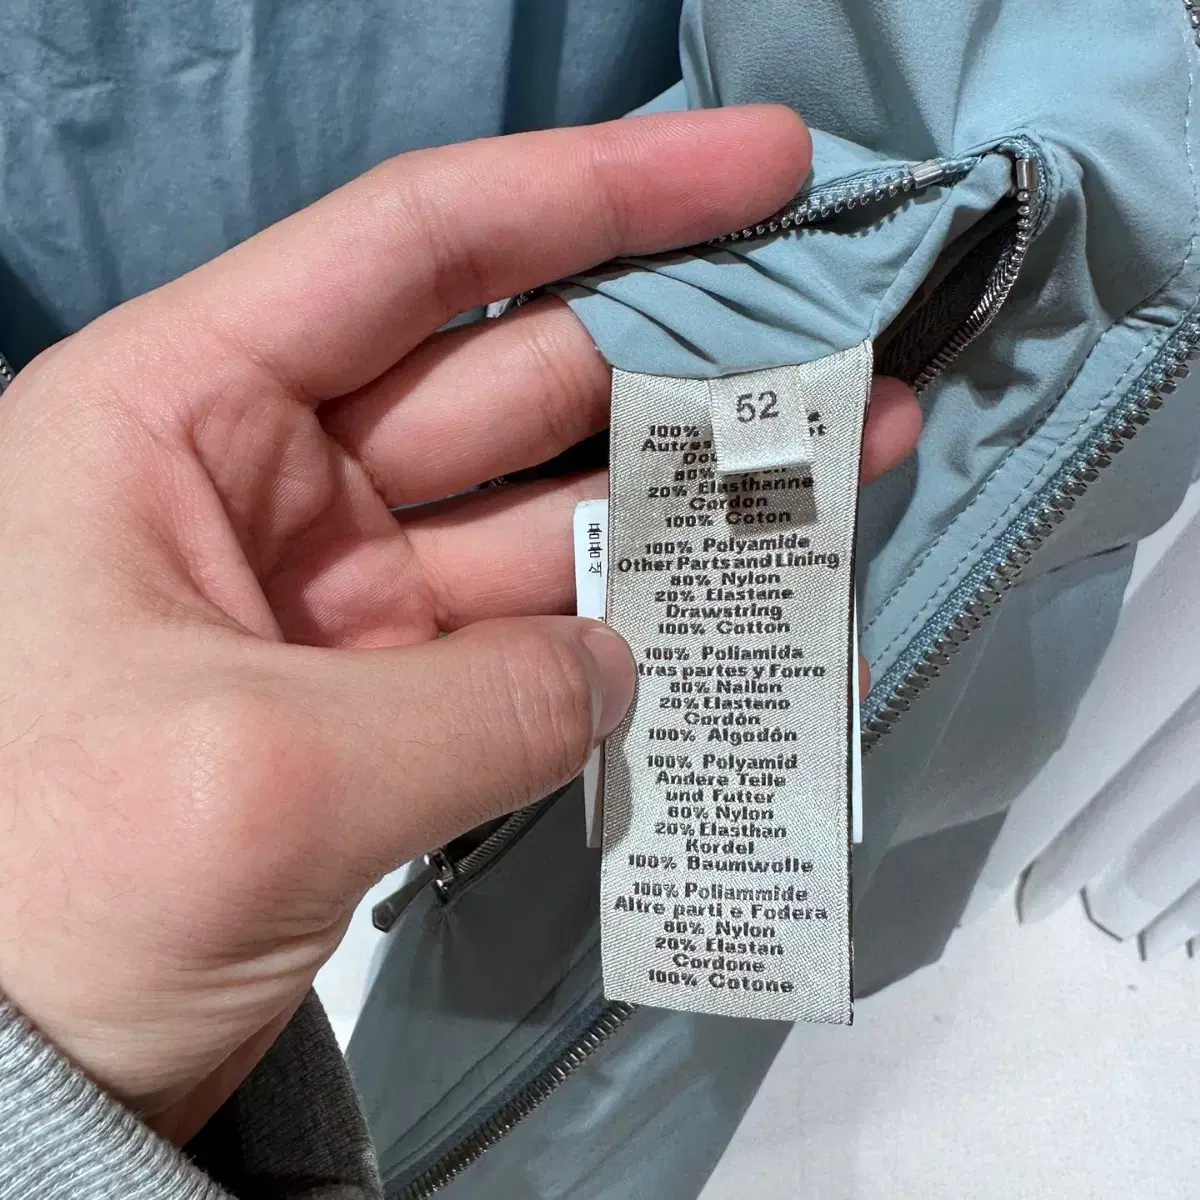 52
100%
Autres
Dou
80% Nylon
20% Elasthanne
Cordon
100% Coton
100% Polyamide
Other Parts and Lining
80% Nylon
20% Elastane
Drawstring
100% Cotton
100% Poliamida
tras partes y Forro
80% Nailon
20% Elastano
Cordón
100% Algodón
100% Polyamid
Andere Teile
und Futter
80% Nylon
20% Elasthan
Kordel
100% Baumwolle
100% Poliammide
Altre parti e Fodera
80% Nylon
20% Elastan
Cordone
100% Cotone